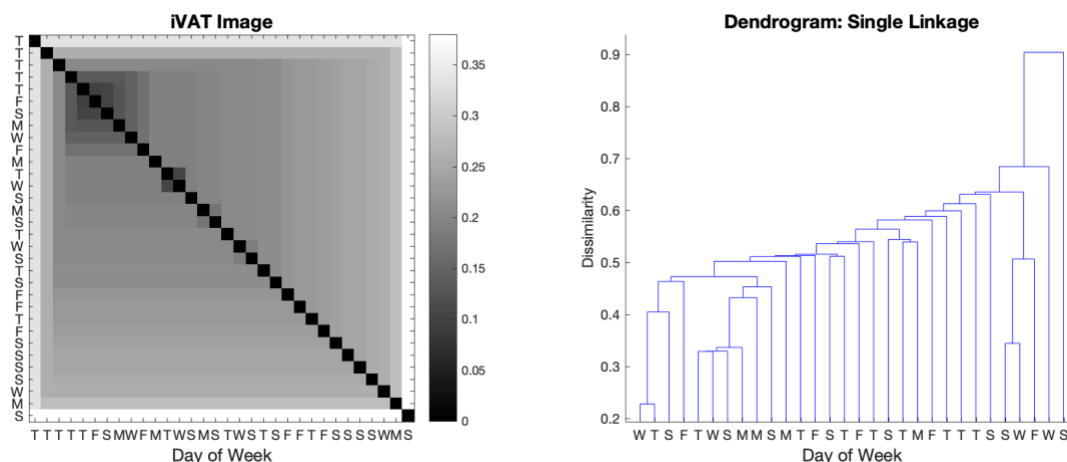 iVAT Image
T
T
T
T
T
F
S
M
W
F
M
T
W
S
M
S
T
W
S
T
S
F
F
T
F
S
S
S
S
W
M
S
T T T T T F S M W F M T W S M S T W S T S F F T F S S S S W M S
Day of Week
0.35
0.3
0.25
0.2
0.15
0.1
0.05
0
Dendrogram: Single Linkage
Dissimilarity
0.9
0.8
0.7
0.6
0.5
0.4
0.3
0.2
W T S F T W S M M S M T F S T F T S T M F T T T S S W F W S
Day of Week